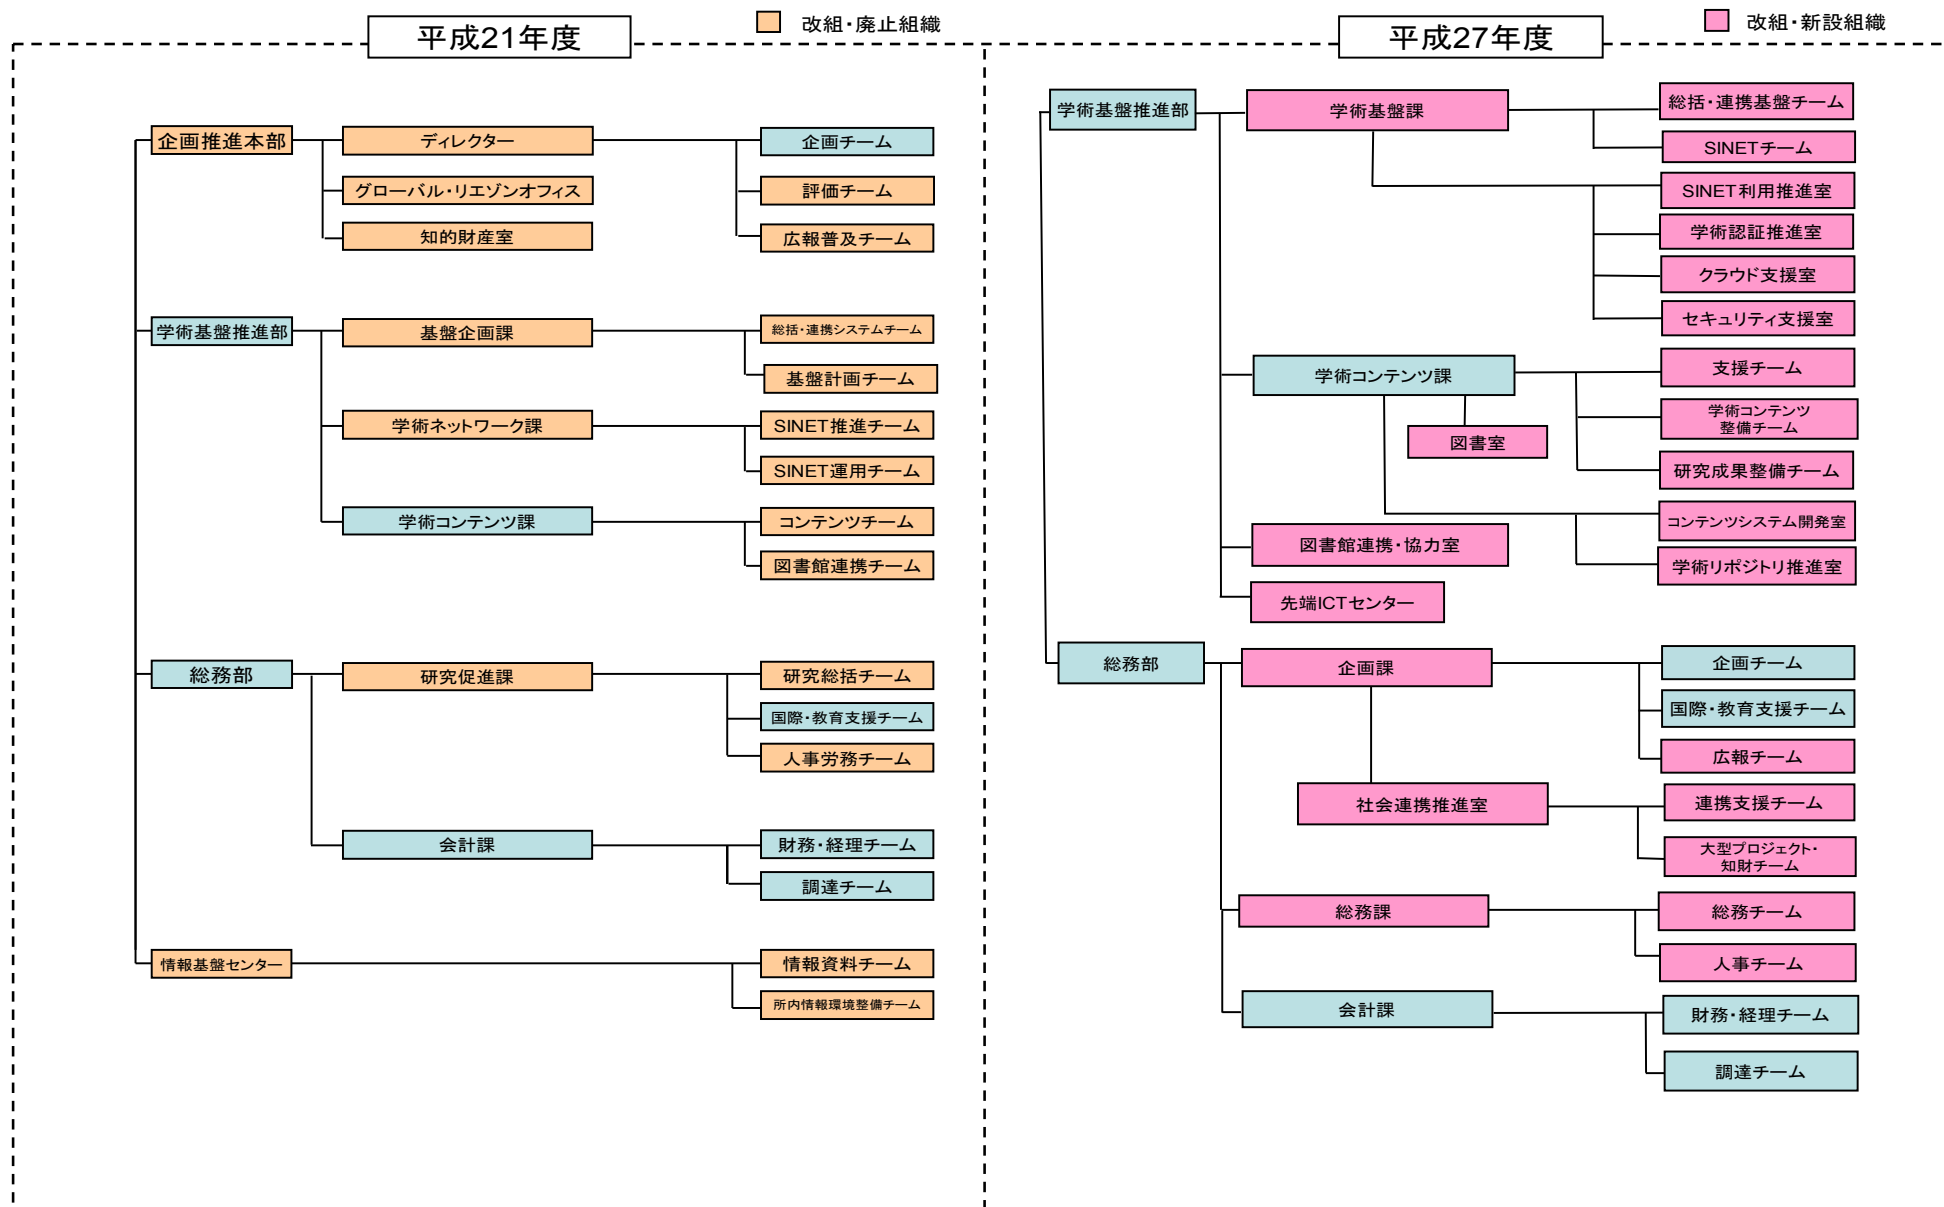 平成21年度
改組・廃止組織
企画推進本部
ディレクター
企画チーム
グローバル・リエゾンオフィス
評価チーム
知的財産室
広報普及チーム
学術基盤推進部
基盤企画課
総括・連携システムチーム
基盤計画チーム
学術ネットワーク課
SINET推進チーム
SINET運用チーム
学術コンテンツ課
コンテンツチーム
図書館連携チーム
総務部
研究促進課
研究総括チーム
国際・教育支援チーム
人事労務チーム
会計課
財務・経理チーム
調達チーム
情報基盤センター
情報資料チーム
所内情報環境整備チーム
平成27年度
改組・新設組織
学術基盤推進部
学術基盤課
総括・連携基盤チーム
SINETチーム
SINET利用推進室
学術認証推進室
クラウド支援室
セキュリティ支援室
学術コンテンツ課
支援チーム
学術コンテンツ
整備チーム
図書室
研究成果整備チーム
コンテンツシステム開発室
図書館連携・協力室
学術リポジトリ推進室
先端ICTセンター
総務部
企画課
企画チーム
国際・教育支援チーム
広報チーム
社会連携推進室
連携支援チーム
大型プロジェクト・
知財チーム
総務課
総務チーム
人事チーム
会計課
財務・経理チーム
調達チーム